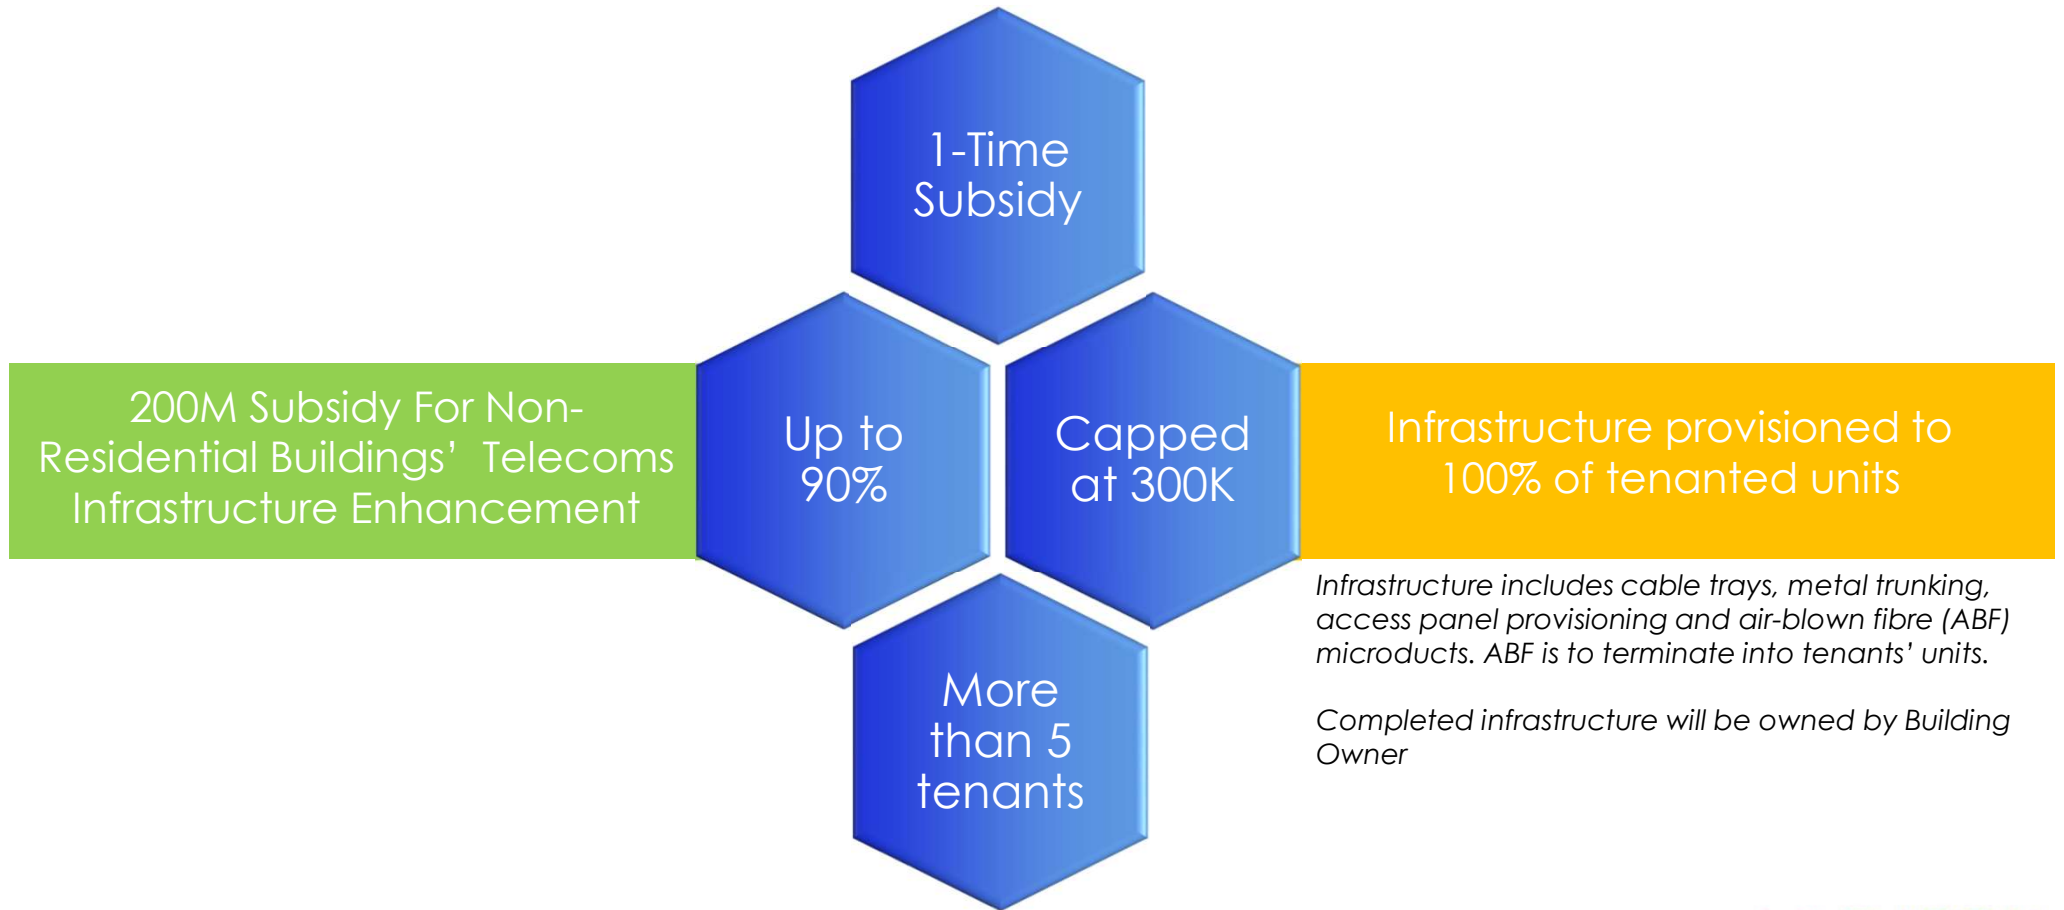 1-Time
Subsidy
200M Subsidy For Non-
Residential Buildings’ Telecoms
Infrastructure Enhancement
Up to
90%
Capped
at 300K
Infrastructure provisioned to
100% of tenanted units
Infrastructure includes cable trays, metal trunking,
access panel provisioning and air-blown fibre (ABF)
microducts. ABF is to terminate into tenants’ units.
Completed infrastructure will be owned by Building
Owner
More
than 5
tenants